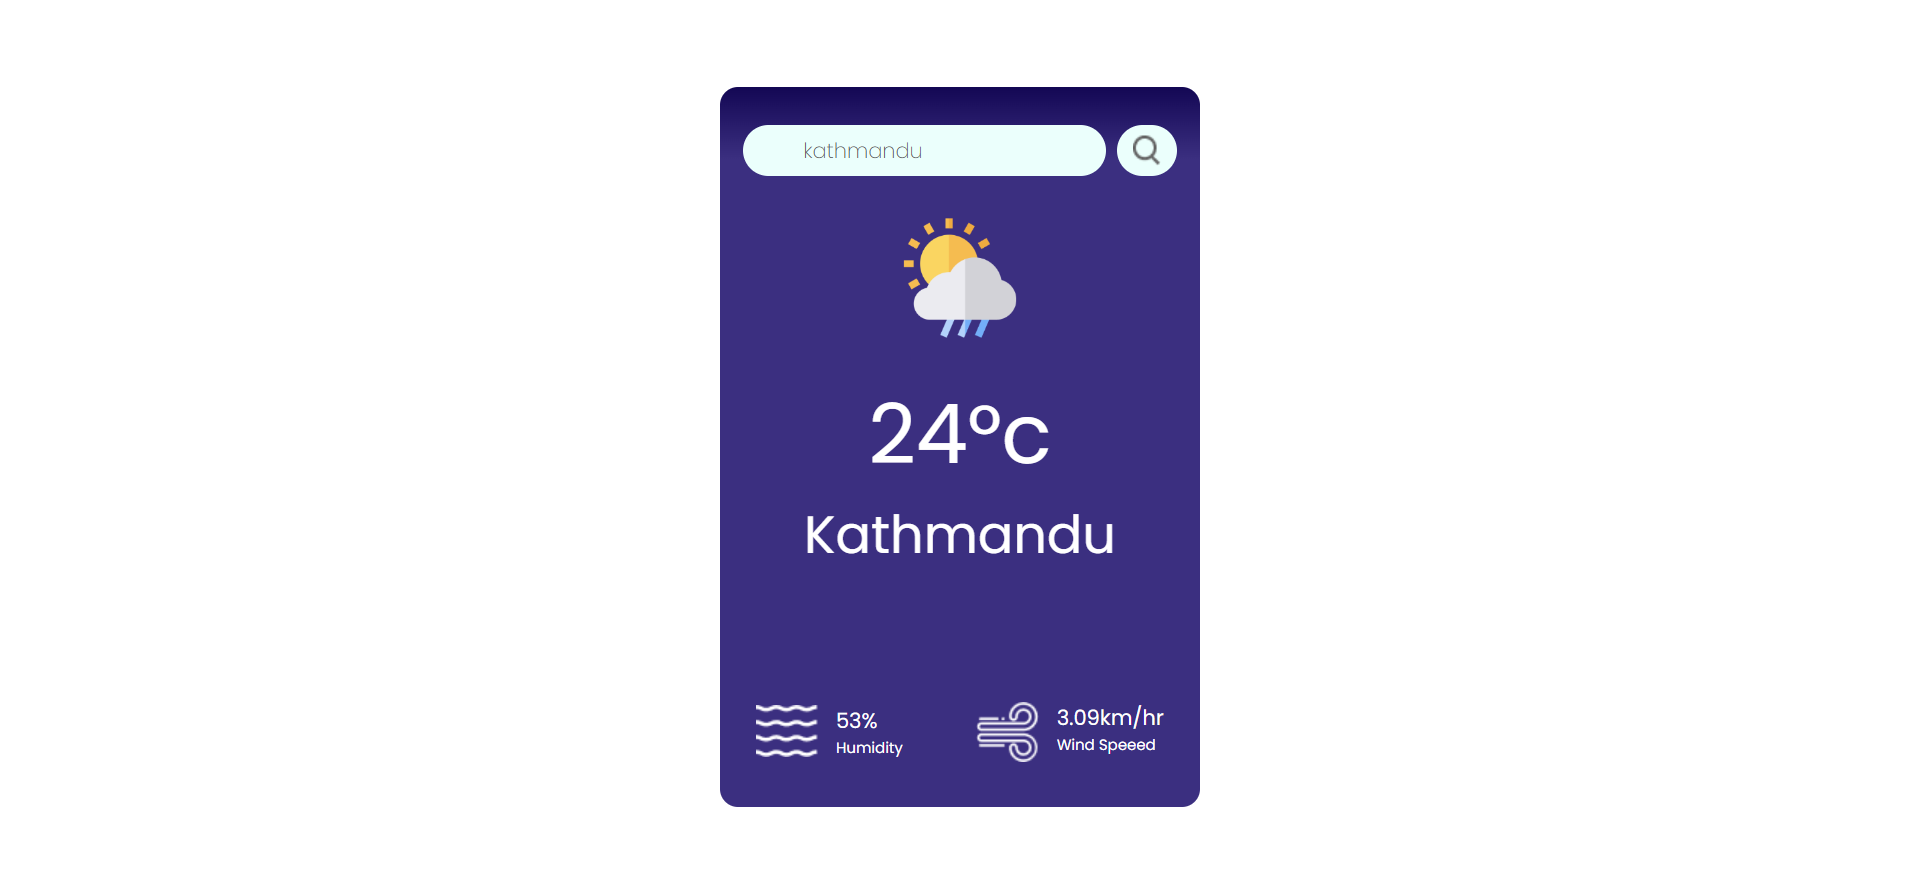 kathmandu
24°c
Kathmandu
53%
Humidity
3.09km/hr
Wind Speeed